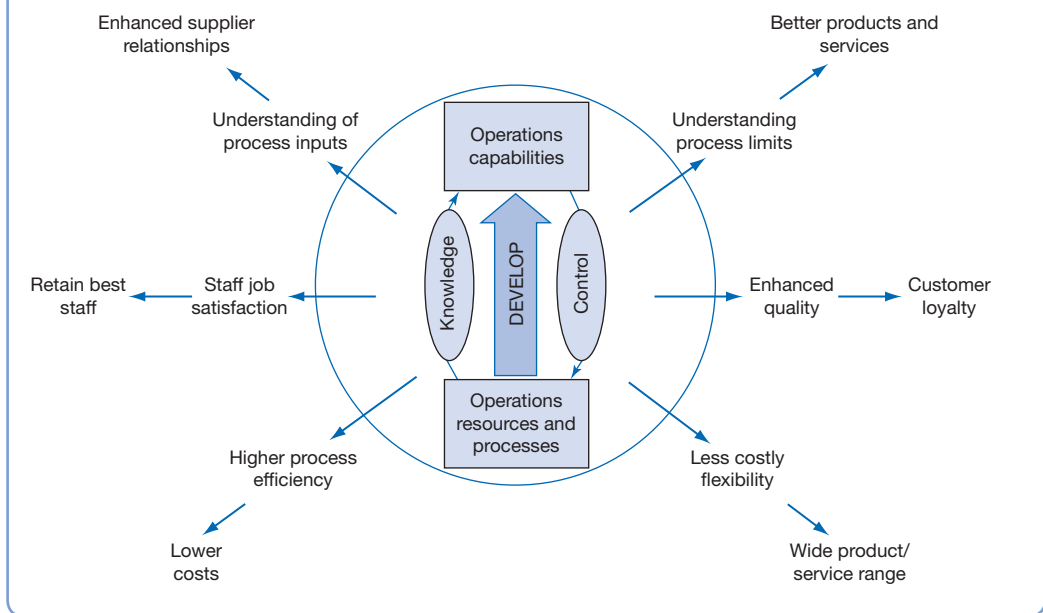 Enhanced supplier
relationships
Better products and
services
Understanding of
process inputs
Operations
capabilities
Understanding
process limits
Retain best
staff
Staff job
satisfaction
Knowledge
DEVELOP
Control
Enhanced
quality
Customer
loyalty
Operations
resources and
processes
Higher process
efficiency
Less costly
flexibility
Lower
costs
Wide product/
service range